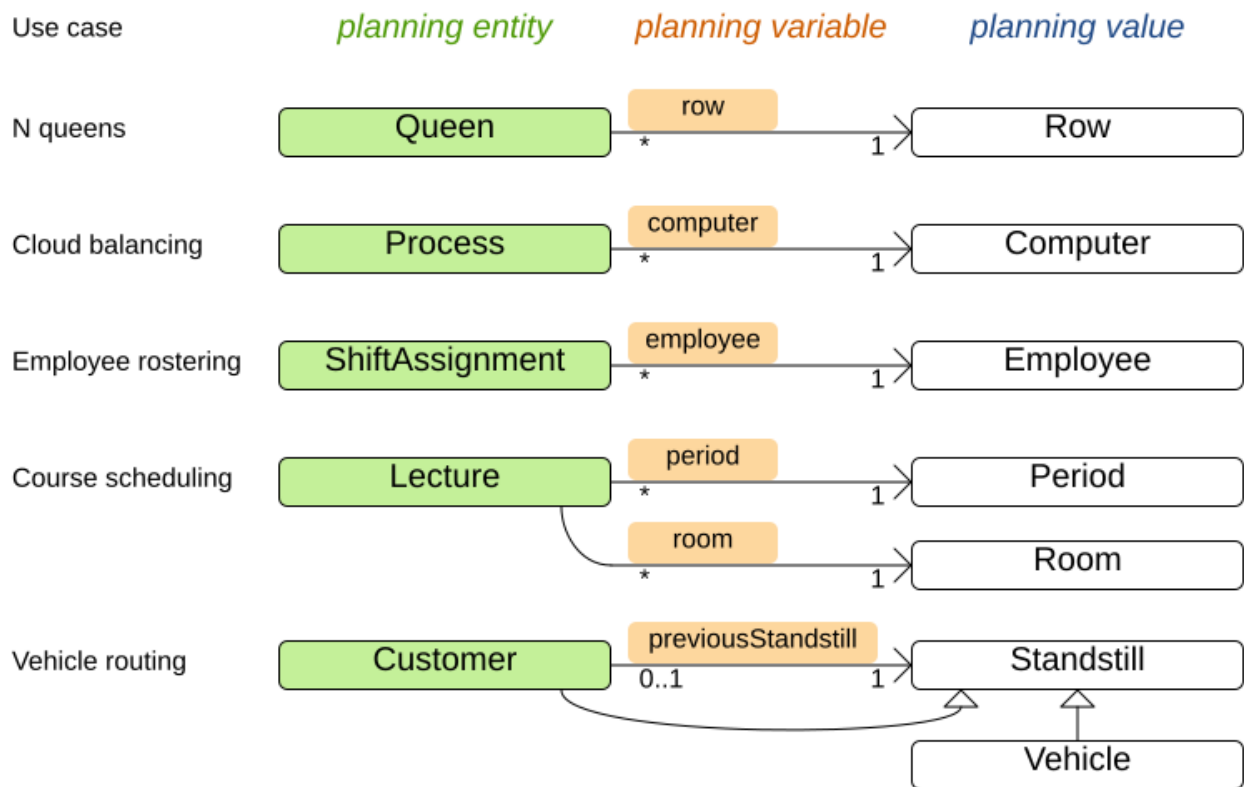 Use case planning entity planning variable planning value
N queens Queen row Row
* 1
Cloud balancing Process computer Computer
* 1
Employee rostering ShiftAssignment employee Employee
* 1
Course scheduling Lecture period Period
* 1
room Room
* 1
Vehicle routing Customer previousStandstill Standstill
0..1 1
Vehicle